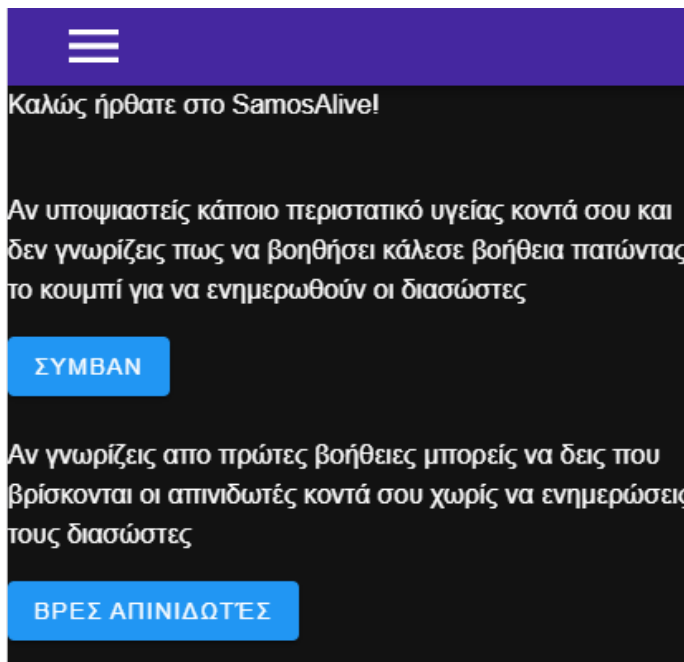 Καλώς ήρθατε στο SamosAlive!
Αν υποψιαστείς κάποιο περιστατικό υγείας κοντά σου και
δεν γνωρίζεις πως να βοηθήσει κάλεσε βοήθεια πατώντας
το κουμπί για να ενημερωθούν οι διασώστες
ΣΥΜΒΑΝ
Αν γνωρίζεις απο πρώτες βοήθειες μπορείς να δεις που
βρίσκονται οι απινιδωτές κοντά σου χωρίς να ενημερώσεις
τους διασώστες
ΒΡΕΣ ΑΠΙΝΙΔΩΤΈΣ